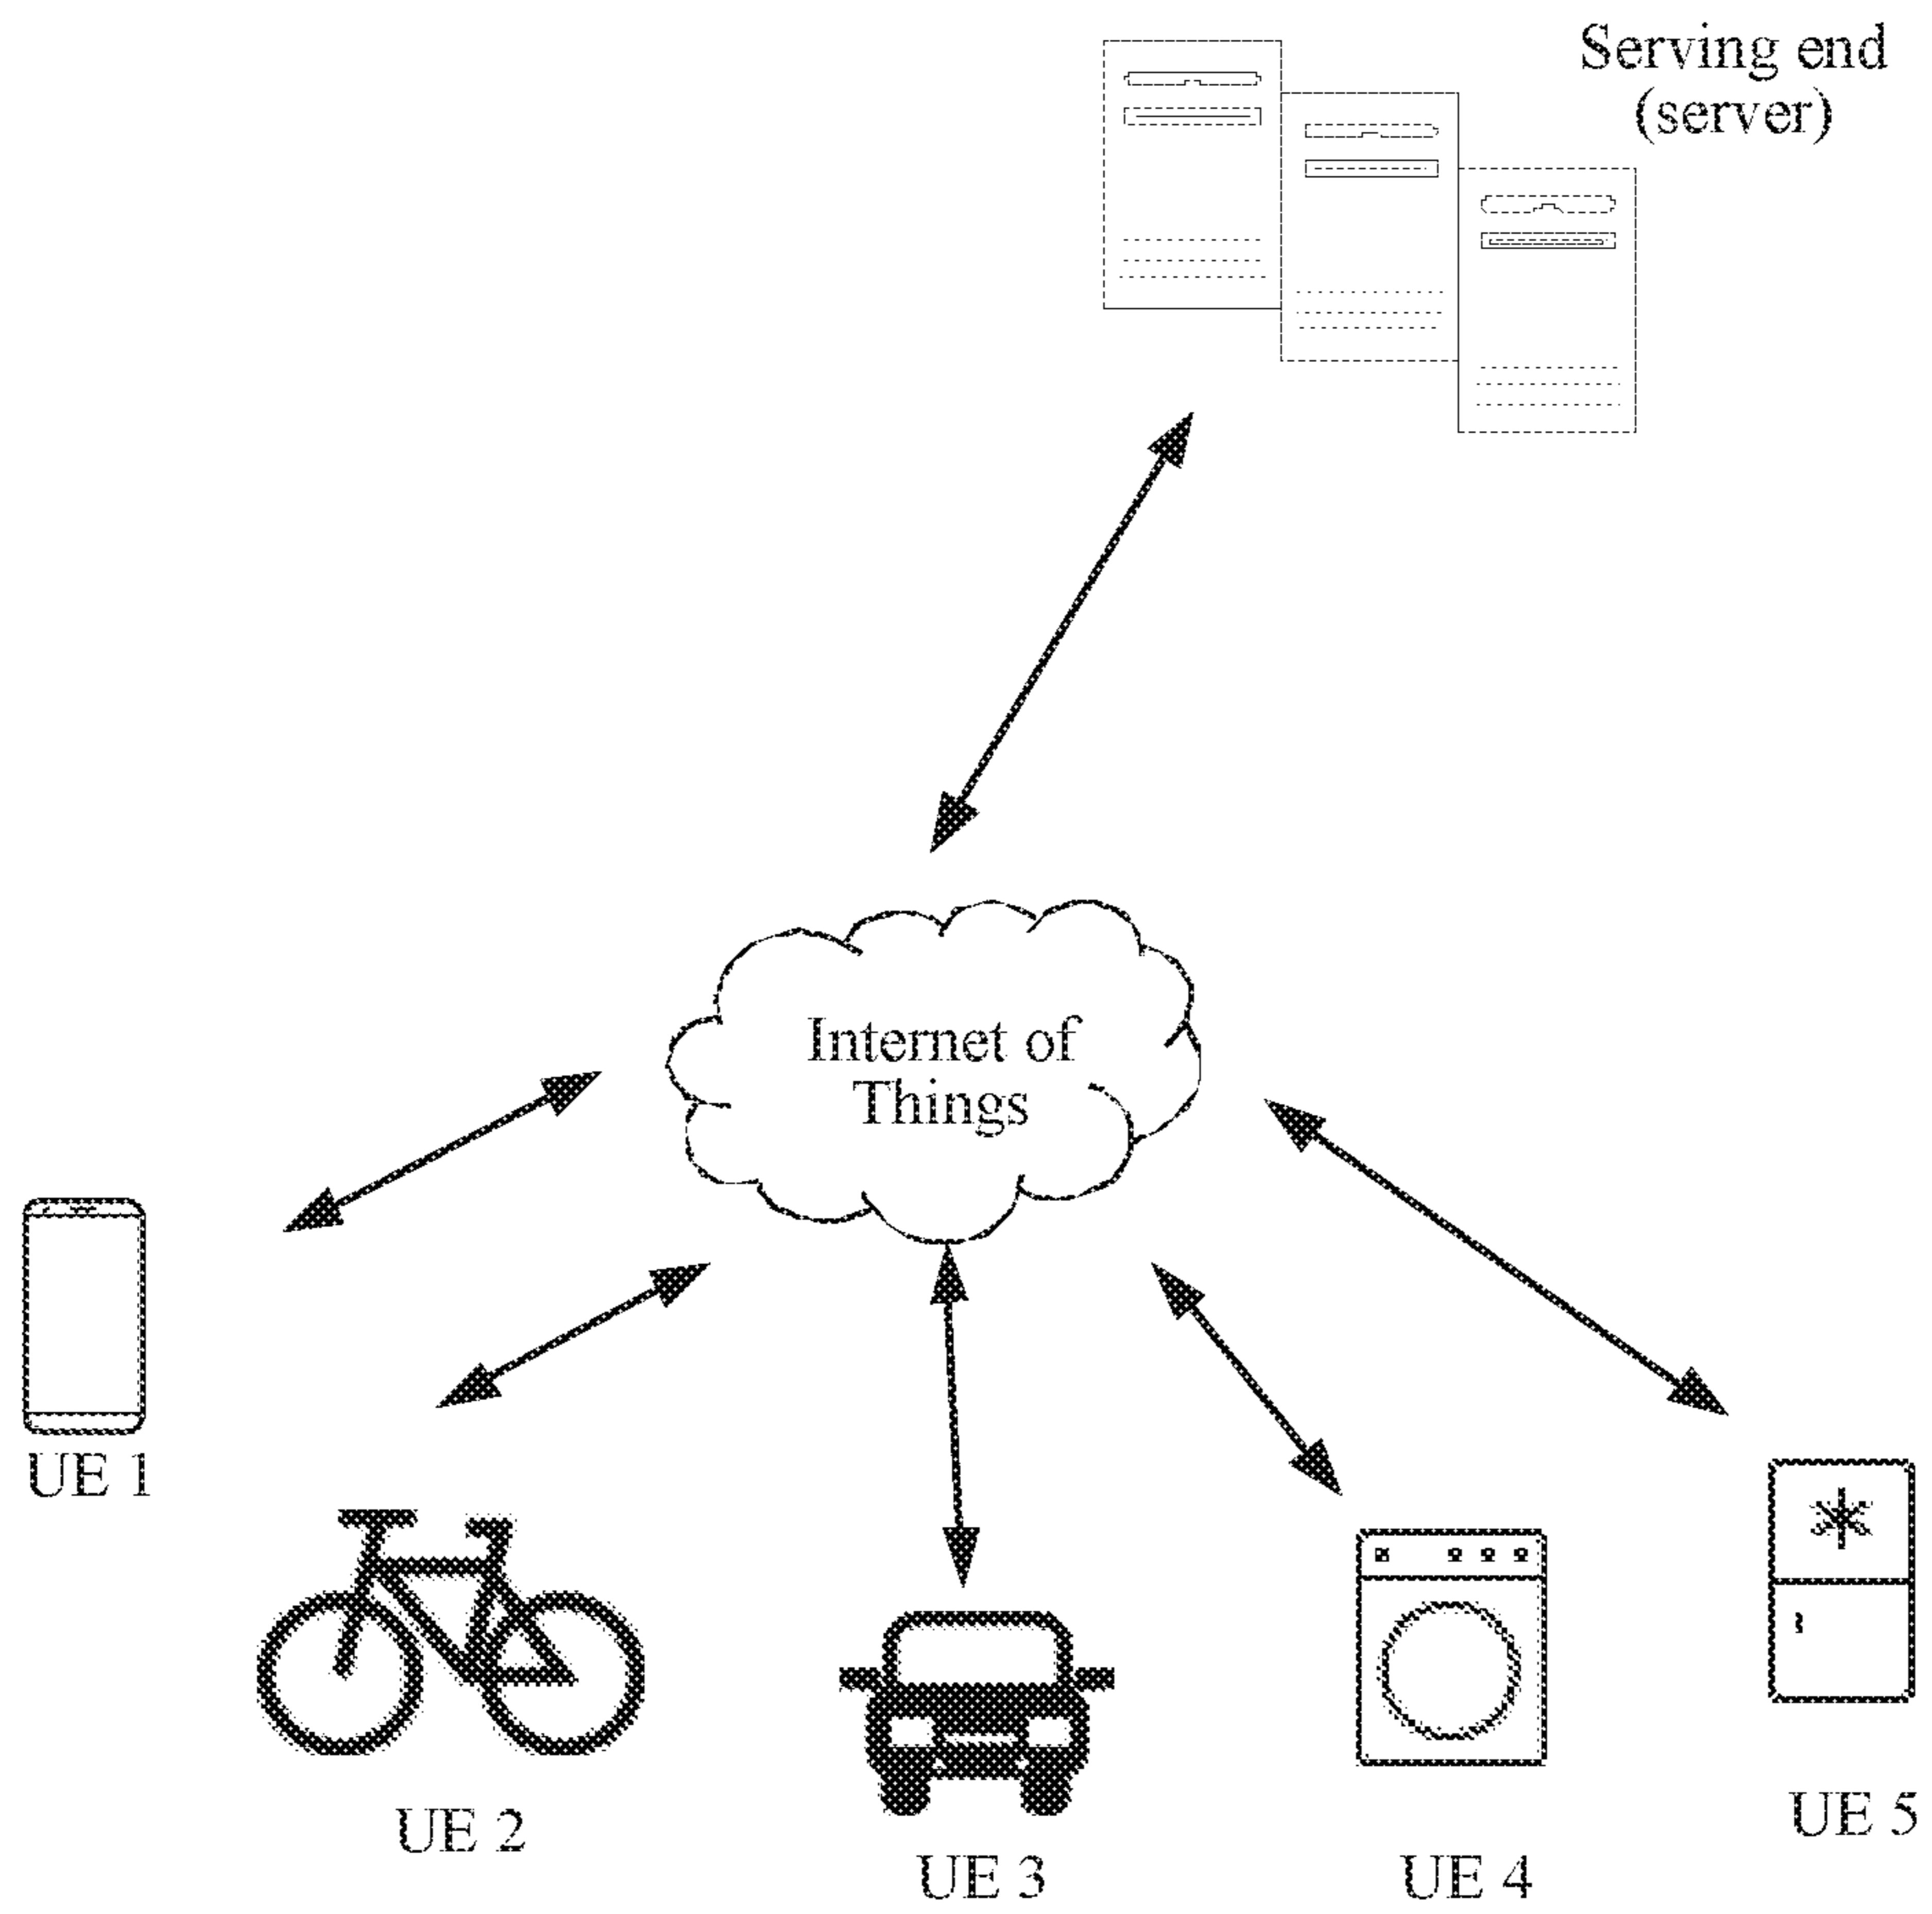 Serving end
(server)
Internet of
Things
UE 1
UE 2
UE 3
UE 4
UE 5